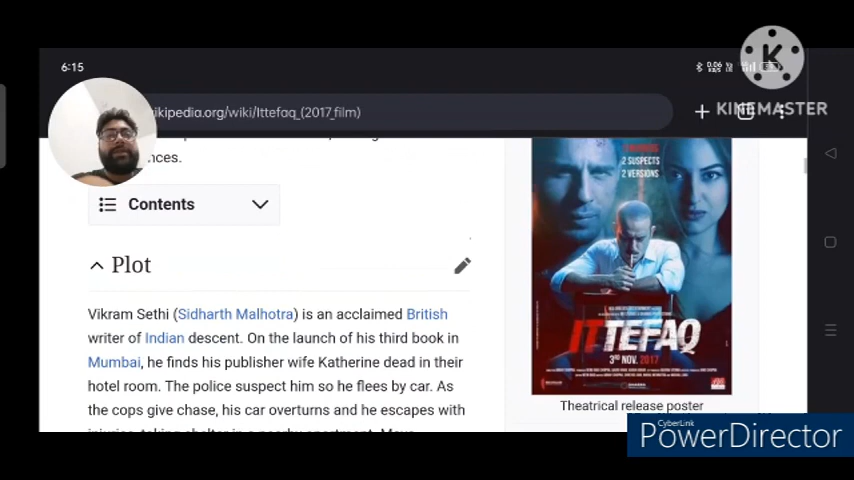 6:15
0.06
KB/S
K
KINEMASTER
ikipedia.org/wiki/Ittefaq_(2017_film)
nces.
Contents
Plot
Vikram Sethi (Sidharth Malhotra) is an acclaimed British
writer of Indian descent. On the launch of his third book in
Mumbai, he finds his publisher wife Katherine dead in their
hotel room. The police suspect him so he flees by car. As
the cops give chase, his car overturns and he escapes with
2 SUSPECTS
2 VERSIONS
ITTEFAQ
3RD NOV. 2017
Theatrical release poster
CyberLink
PowerDirector